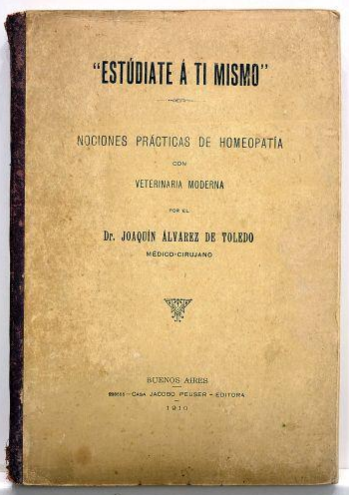 "ESTÚDIATE Á TI MISMO"
NOCIONES PRÁCTICAS DE HOMEOPATÍA
CON
VETERINARIA MODERNA
POR EL
Dr. JOAQUÍN ÁLVAREZ DE TOLEDO
MÉDICO-CIRUJANO
BUENOS AIRES
—CASA JACOBO PEUSER - EDITORA
1910